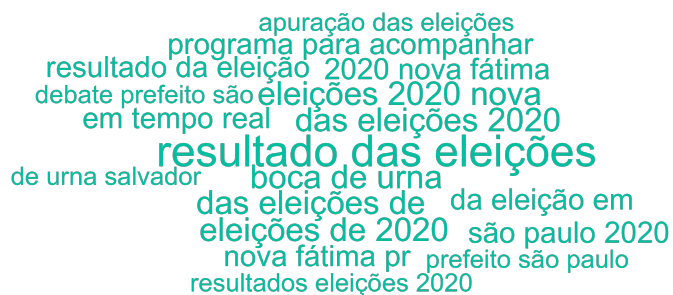 apuração das eleições
programa para acompanhar
resultado da eleição 2020 nova fátima
debate prefeito são eleições 2020 nova
em tempo real das eleições 2020
resultado das eleições
de urna salvador boca de urna
das eleições de da eleição em
eleições de 2020 são paulo 2020
nova fátima pr prefeito são paulo
resultados eleições 2020